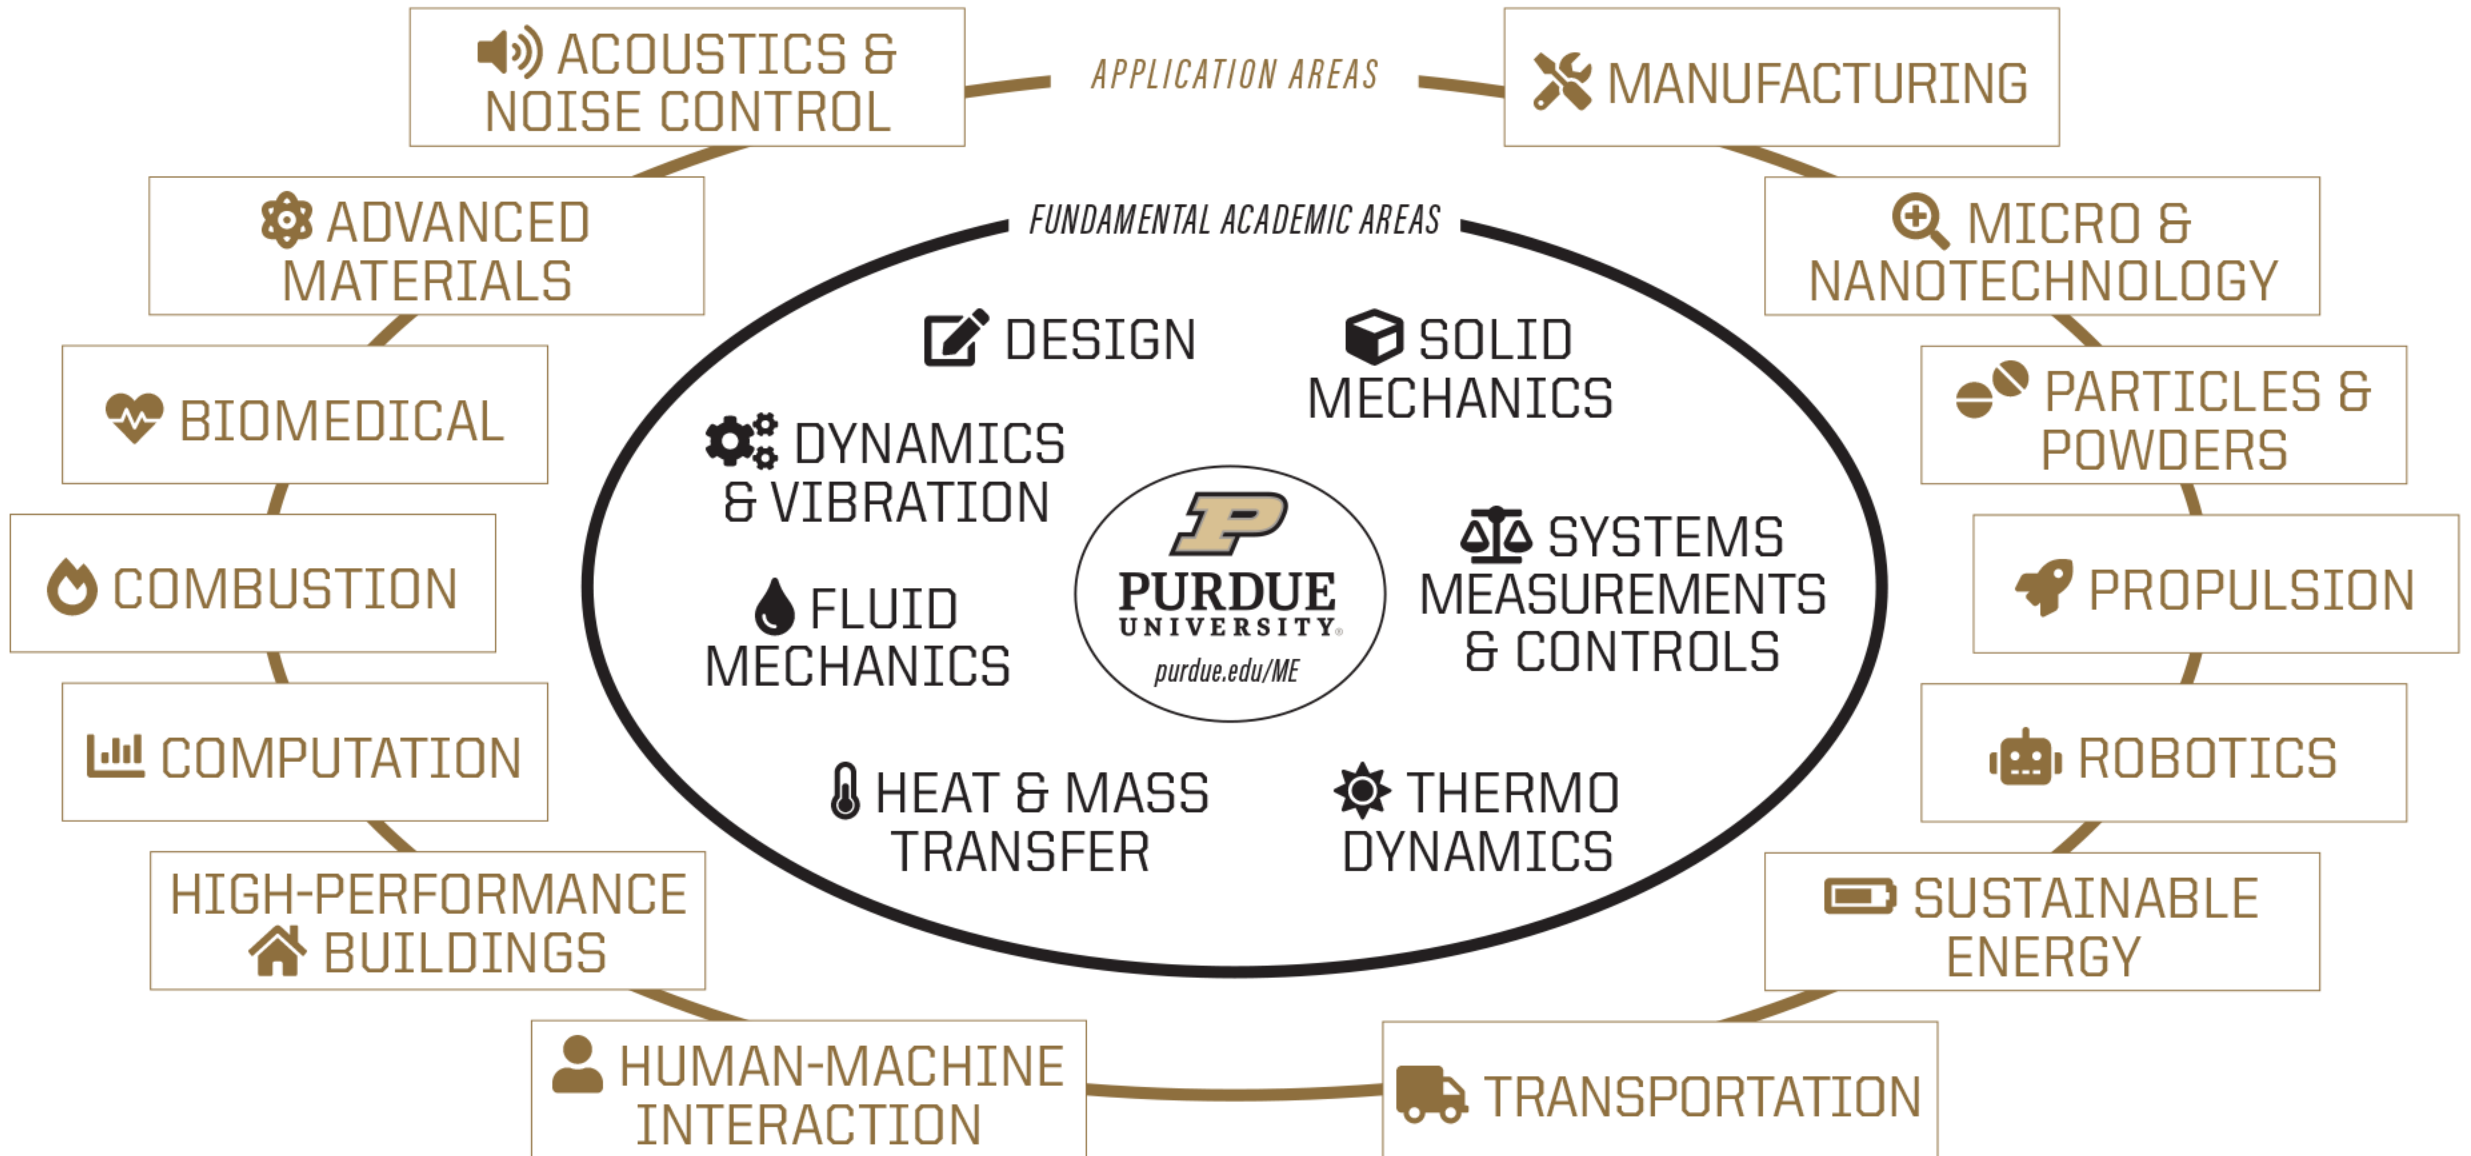 APPLICATION AREAS
ACOUSTICS &
NOISE CONTROL
ADVANCED
MATERIALS
BIOMEDICAL
COMBUSTION
COMPUTATION
HIGH-PERFORMANCE
BUILDINGS
HUMAN-MACHINE
INTERACTION
MANUFACTURING
MICRO &
NANOTECHNOLOGY
PARTICLES &
POWDERS
PROPULSION
ROBOTICS
SUSTAINABLE
ENERGY
TRANSPORTATION
FUNDAMENTAL ACADEMIC AREAS
DESIGN
DYNAMICS
& VIBRATION
FLUID
MECHANICS
HEAT & MASS
TRANSFER
SOLID
MECHANICS
SYSTEMS
MEASUREMENTS
& CONTROLS
THERMO
DYNAMICS
P
PURDUE
UNIVERSITY®
purdue.edu/ME